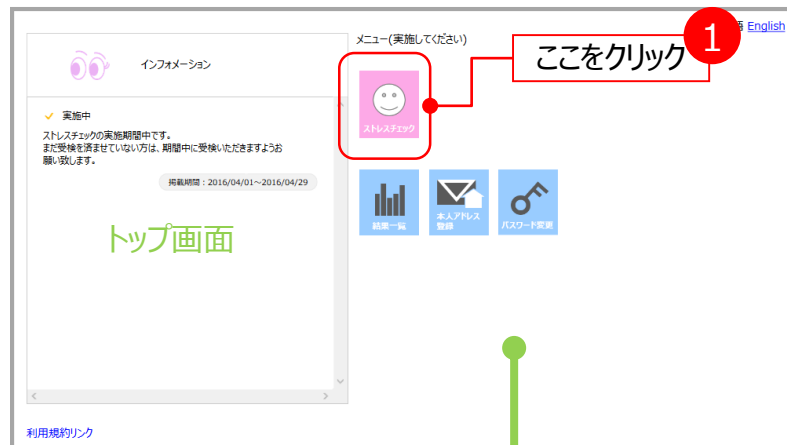 English
メニュー(実施してください)
1
ここをクリック
インフォメーション
実施中
ストレスチェックの実施期間中です。
まだ受検を済ませていない方は、期間中に受検いただきますようお
願い致します。
掲載期間：2016/04/01～2016/04/29
トップ画面
ストレスチェック
結果一覧
本人アドレス
登録
パスワード変更
利用規約リンク